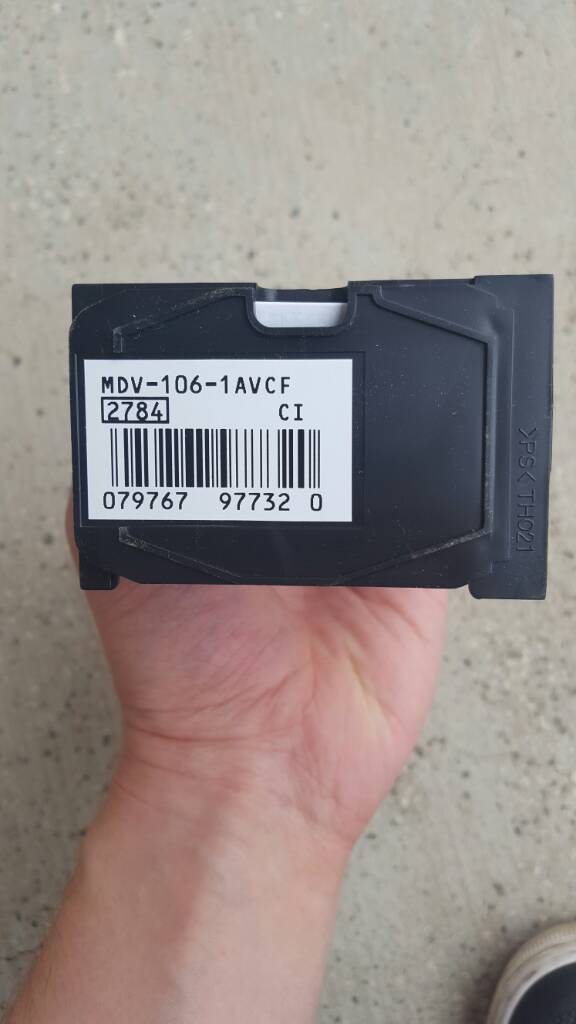 MDV-106-1AVCF
2784 CI
079767 97732 0
>PS< TH021